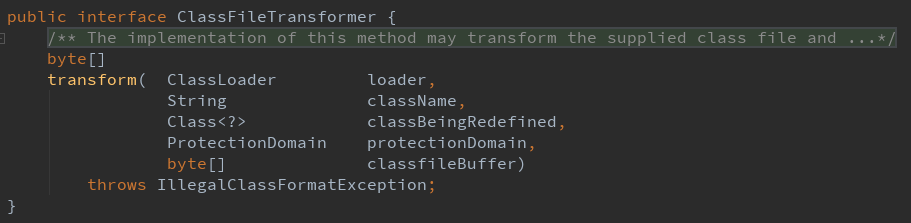 public interface ClassFileTransformer {
/** The implementation of this method may transform the supplied class file and ...*/
byte[]
transform(  ClassLoader         loader,
            String              className,
            Class<?>            classBeingRedefined,
            ProtectionDomain    protectionDomain,
            byte[]              classfileBuffer)
    throws IllegalClassFormatException;
}